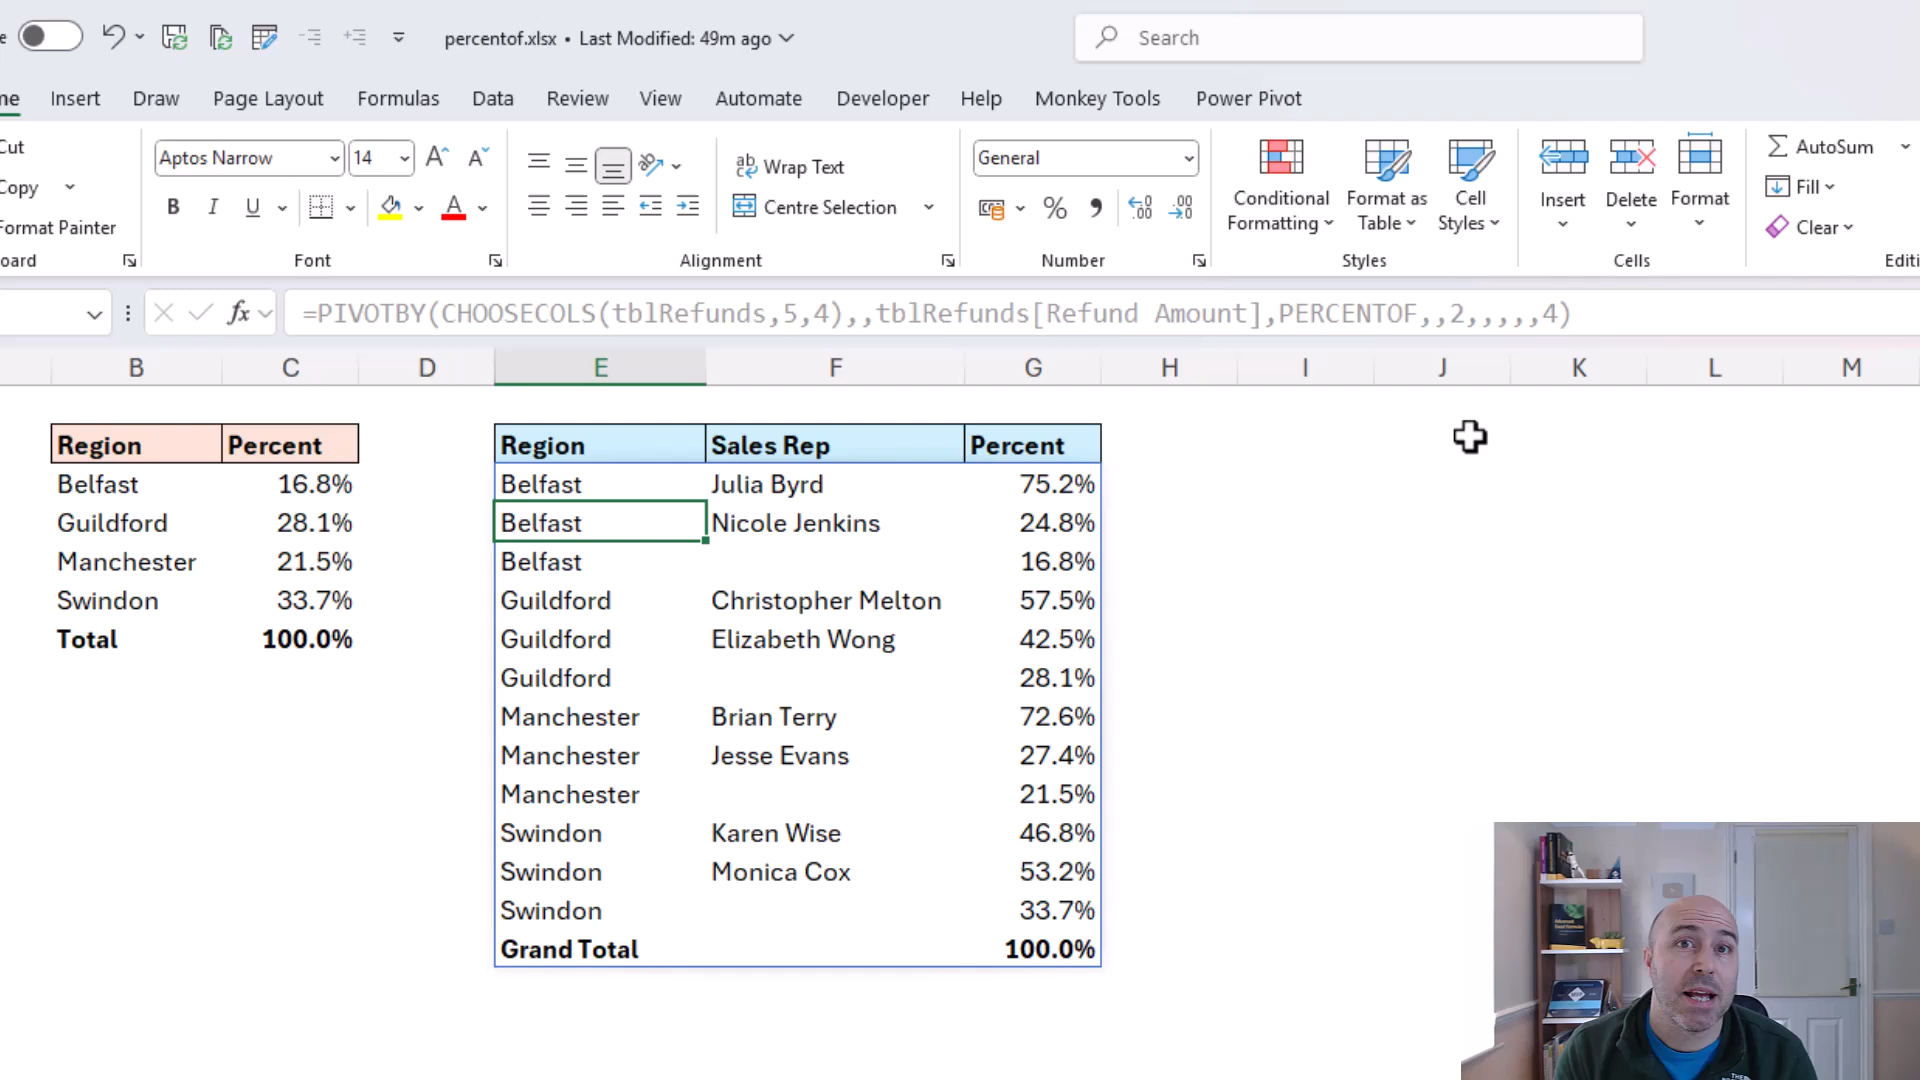 e
percentof.xlsx • Last Modified: 49m ago
Search
me Insert Draw Page Layout Formulas Data Review View Automate Developer Help Monkey Tools Power Pivot
Cut
Copy
Format Painter
oard
Aptos Narrow 14
B I U
Font
ab Wrap Text
Centre Selection
Alignment
General
Number
Conditional Formatting
Format as Table
Cell Styles
Styles
Insert
Delete
Format
Cells
AutoSum
Fill
Clear
Editi
fx =PIVOTBY(CHOOSECOLS(tblRefunds,5,4),,tblRefunds[Refund Amount],PERCENTOF,,2,,,,,4)
B C D E F G H I J K L M
Region Percent
Belfast 16.8%
Guildford 28.1%
Manchester 21.5%
Swindon 33.7%
Total 100.0%
Region Sales Rep Percent
Belfast Julia Byrd 75.2%
Belfast Nicole Jenkins 24.8%
Belfast 16.8%
Guildford Christopher Melton 57.5%
Guildford Elizabeth Wong 42.5%
Guildford 28.1%
Manchester Brian Terry 72.6%
Manchester Jesse Evans 27.4%
Manchester 21.5%
Swindon Karen Wise 46.8%
Swindon Monica Cox 53.2%
Swindon 33.7%
Grand Total 100.0%